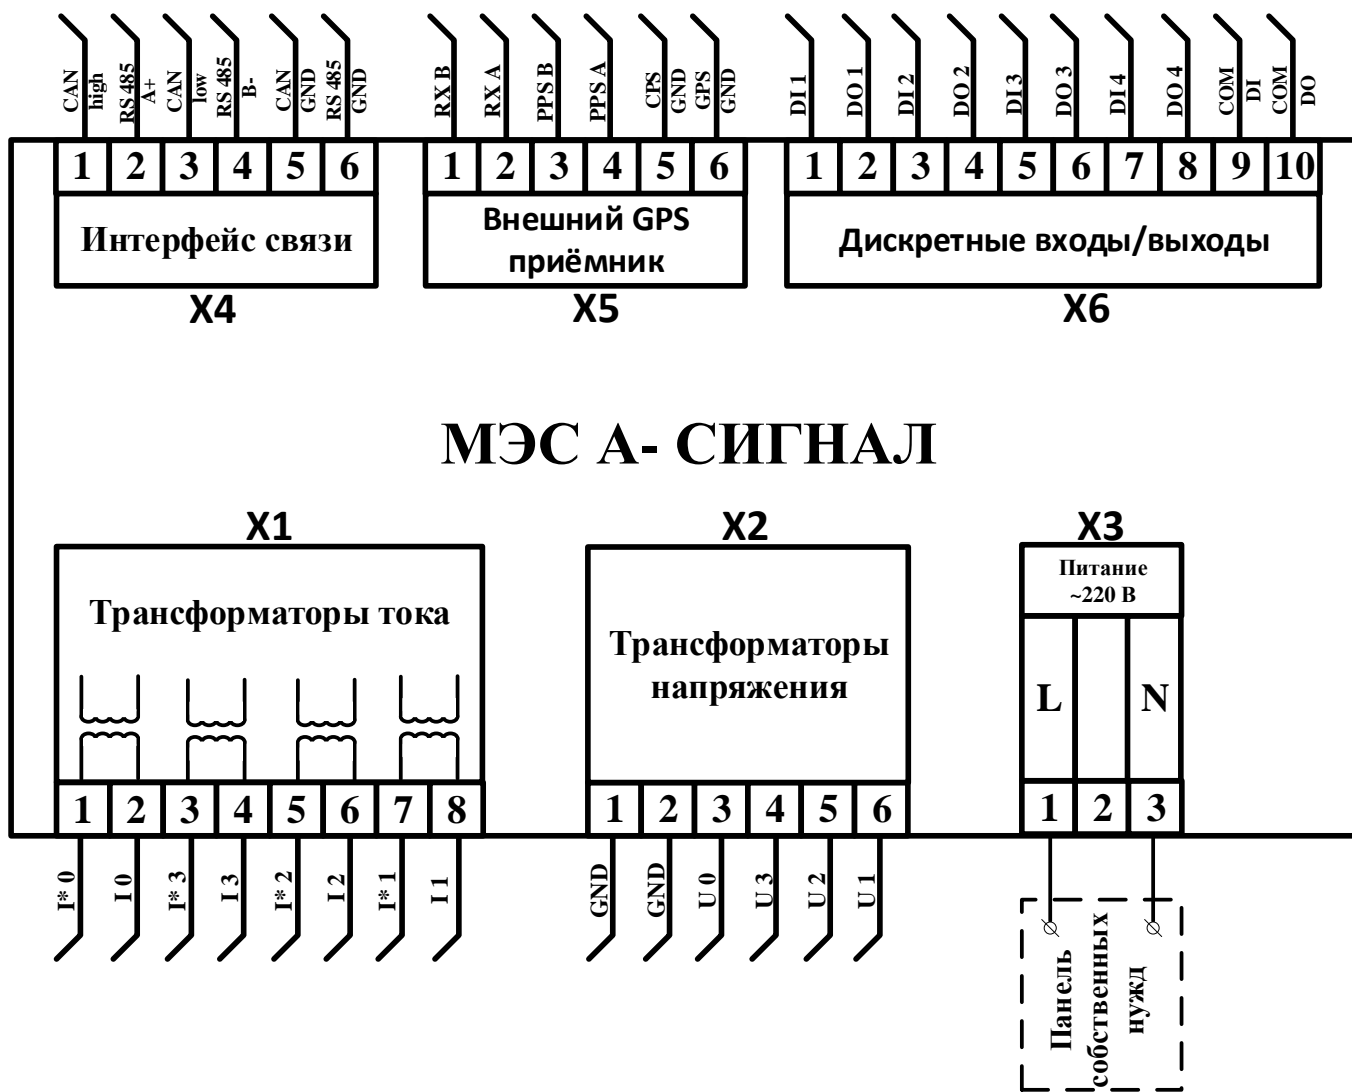 CAN
high
RS 485
A+
CAN
low
RS 485
B-
CAN
GND
RS 485
GND
RX B
RX A
PPS B
PPS A
CPS
GND
GPS
GND
DI 1
DO 1
DI 2
DO 2
DI 3
DO 3
DI 4
DO 4
COM
DI
COM
DO
1 2 3 4 5 6
1 2 3 4 5 6
1 2 3 4 5 6 7 8 9 10
Интерфейс связи
Внешний GPS
приёмник
Дискретные входы/выходы
X4
X5
X6
МЭС А- СИГНАЛ
X1
X2
X3
Трансформаторы тока
Трансформаторы
напряжения
Питание
~220 В
L
N
1 2 3 4 5 6 7 8
1 2 3 4 5 6
1 2 3
I* 0
I 0
I* 3
I 3
I* 2
I 2
I* 1
I 1
GND
GND
U 0
U 3
U 2
U 1
Панель
собственных
нужд